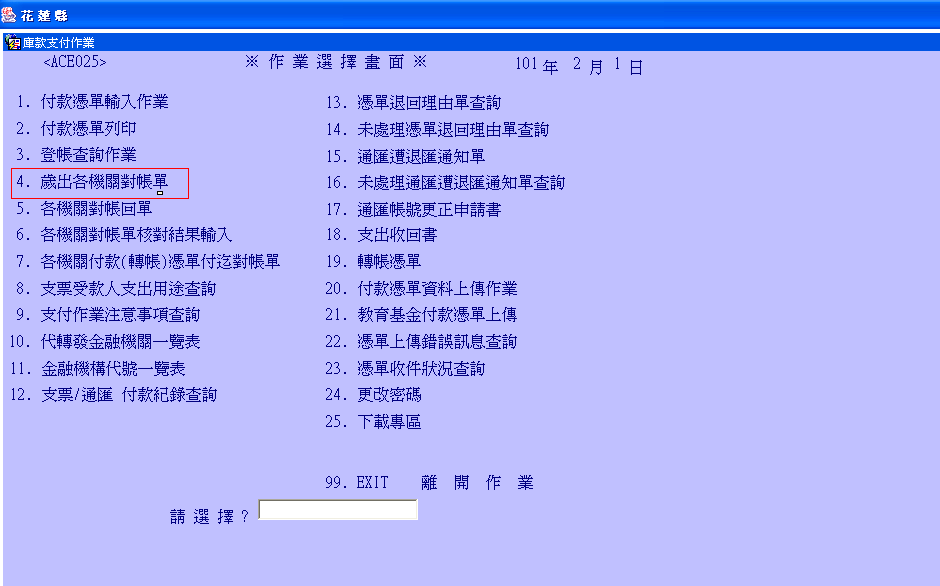 花蓮縣
庫款支付作業
<ACE025> ※ 作 業 選 擇 畫 面 ※ 101 年 2 月 1 日
1. 付款憑單輸入作業
2. 付款憑單列印
3. 登帳查詢作業
4. 歲出各機關對帳單
5. 各機關對帳回單
6. 各機關對帳單核對結果輸入
7. 各機關付款(轉帳)憑單付訖對帳單
8. 支票受款人支出用途查詢
9. 支付作業注意事項查詢
10. 代轉發金融機關一覽表
11. 金融機構代號一覽表
12. 支票/通匯 付款紀錄查詢
13. 憑單退回理由單查詢
14. 未處理憑單退回理由單查詢
15. 通匯遭退匯通知單
16. 未處理通匯遭退匯通知單查詢
17. 通匯帳號更正申請書
18. 支出收回書
19. 轉帳憑單
20. 付款憑單資料上傳作業
21. 教育基金付款憑單上傳
22. 憑單上傳錯誤訊息查詢
23. 憑單收件狀況查詢
24. 更改密碼
25. 下載專區
99. EXIT 離 開 作 業
請 選 擇 ?